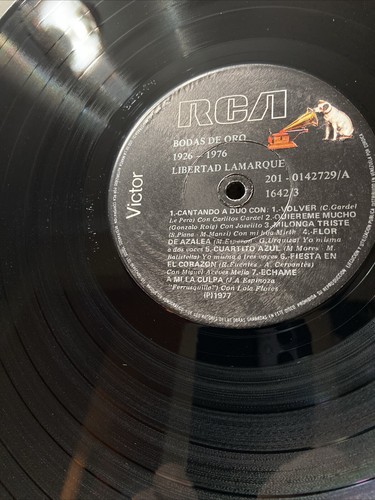 RCA
BODAS DE ORO
1926 - 1976
LIBERTAD LAMARQUE
201 - 0142729/A
1642/3
Victor
1.-CANTANDO A DUO CON: 1.-VOLVER (C. Gardel
Le Pera) Con Carlitos Gardel 2.-QUIEREME MUCHO
(Gonzalo Roig) Con Joselito 3.-MILONGA TRISTE
(S. Piana - M. Manzi) Con mi hija Mirth 4.-FLOR
DE AZALEA (M. Esperon - G. Urquiza) Yo misma
a dos voces 5.-CUARTITO AZUL (M Mores - M.
Batistella) Yo misma a tres voces 6.-FIESTA EN
EL CORAZON (R. Fuentes - A. Cervantes)
Con Miguel Aceves Mejia 7.-ECHAME
A MI LA CULPA (J. A. Espinoza
"Ferrusquilla") Con Lola Flores
(P)1977